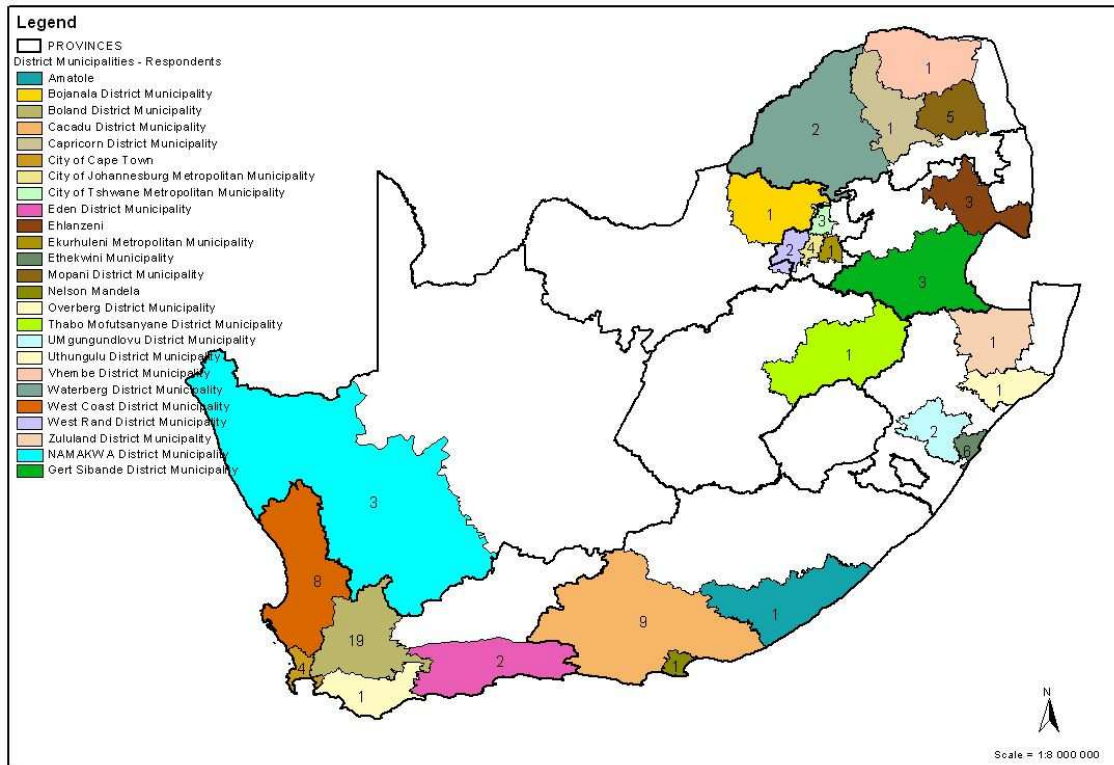 Legend
PROVINCES
District Municipalities - Respondents
Amatole
Bojanala District Municipality
Boland District Municipality
Cacadu District Municipality
Capricorn District Municipality
City of Cape Town
City of Johannesburg Metropolitan Municipality
City of Tshwane Metropolitan Municipality
Eden District Municipality
Ehlanzeni
Ekurhuleni Metropolitan Municipality
Ethekwini Municipality
Mopani District Municipality
Nelson Mandela
Overberg District Municipality
Thabo Mofutsanyane District Municipality
UMgungundlovu District Municipality
Uthungulu District Municipality
Vhembe District Municipality
Waterberg District Municipality
West Coast District Municipality
West Rand District Municipality
Zululand District Municipality
NAMAKWA District Municipality
Gert Sibande District Municipality
1
5
2
1
3
1
3
2
4
1
3
1
1
1
2
6
3
8
9
1
19
4
2
1
1
N
Scale = 1:8 000 000